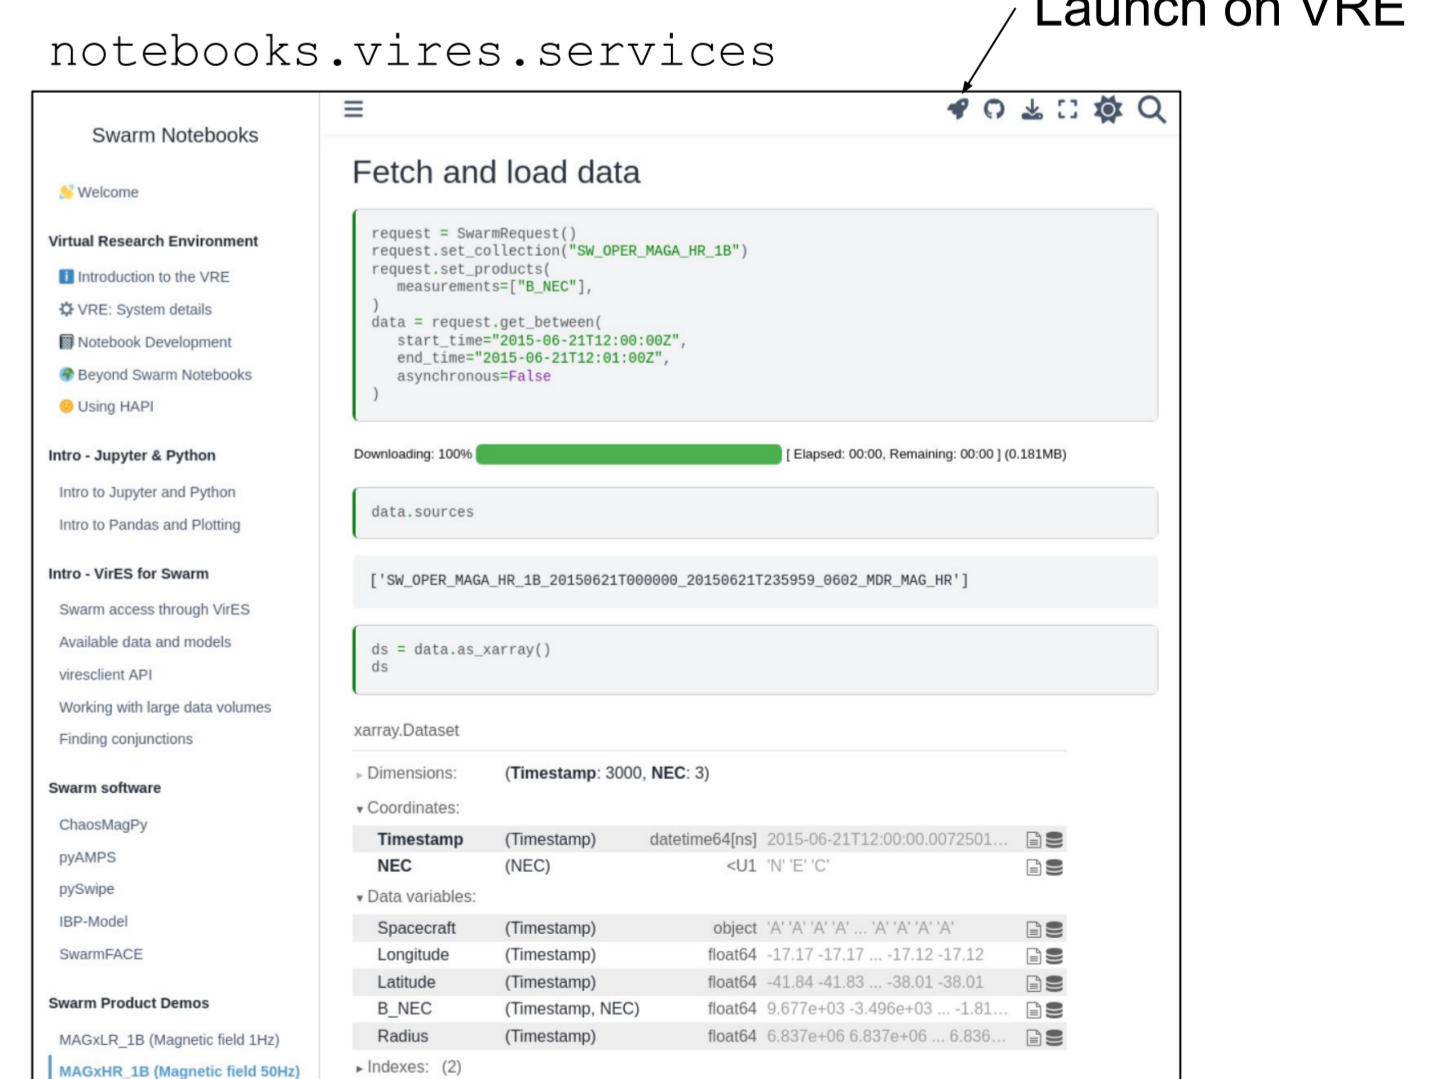 Launch on VRE
notebooks.vires.services
Swarm Notebooks
Welcome
Virtual Research Environment
Introduction to the VRE
VRE: System details
Notebook Development
Beyond Swarm Notebooks
Using HAPI
Intro - Jupyter & Python
Intro to Jupyter and Python
Intro to Pandas and Plotting
Intro - VirES for Swarm
Swarm access through VirES
Available data and models
viresclient API
Working with large data volumes
Finding conjunctions
Swarm software
ChaosMagPy
pyAMPS
pySwipe
IBP-Model
SwarmFACE
Swarm Product Demos
MAGxLR_1B (Magnetic field 1Hz)
MAGxHR_1B (Magnetic field 50Hz)
Fetch and load data
request = SwarmRequest()
request.set_collection("SW_OPER_MAGA_HR_1B")
request.set_products(
measurements=["B_NEC"],
)
data = request.get_between(
start_time="2015-06-21T12:00:00Z",
end_time="2015-06-21T12:01:00Z",
asynchronous=False
)
Downloading: 100% [ Elapsed: 00:00, Remaining: 00:00 ] (0.181MB)
data.sources
['SW_OPER_MAGA_HR_1B_20150621T000000_20150621T235959_0602_MDR_MAG_HR']
ds = data.as_xarray()
ds
xarray.Dataset
Dimensions: (Timestamp: 3000, NEC: 3)
Coordinates:
Timestamp (Timestamp) datetime64[ns] 2015-06-21T12:00:00.0072501...
NEC (NEC) <U1 'N' 'E' 'C'
Data variables:
Spacecraft (Timestamp) object 'A' 'A' 'A' 'A' ... 'A' 'A' 'A' 'A'
Longitude (Timestamp) float64 -17.17 -17.17 ... -17.12 -17.12
Latitude (Timestamp) float64 -41.84 -41.83 ... -38.01 -38.01
B_NEC (Timestamp, NEC) float64 9.677e+03 -3.496e+03 ... -1.81...
Radius (Timestamp) float64 6.837e+06 6.837e+06 ... 6.836...
Indexes: (2)